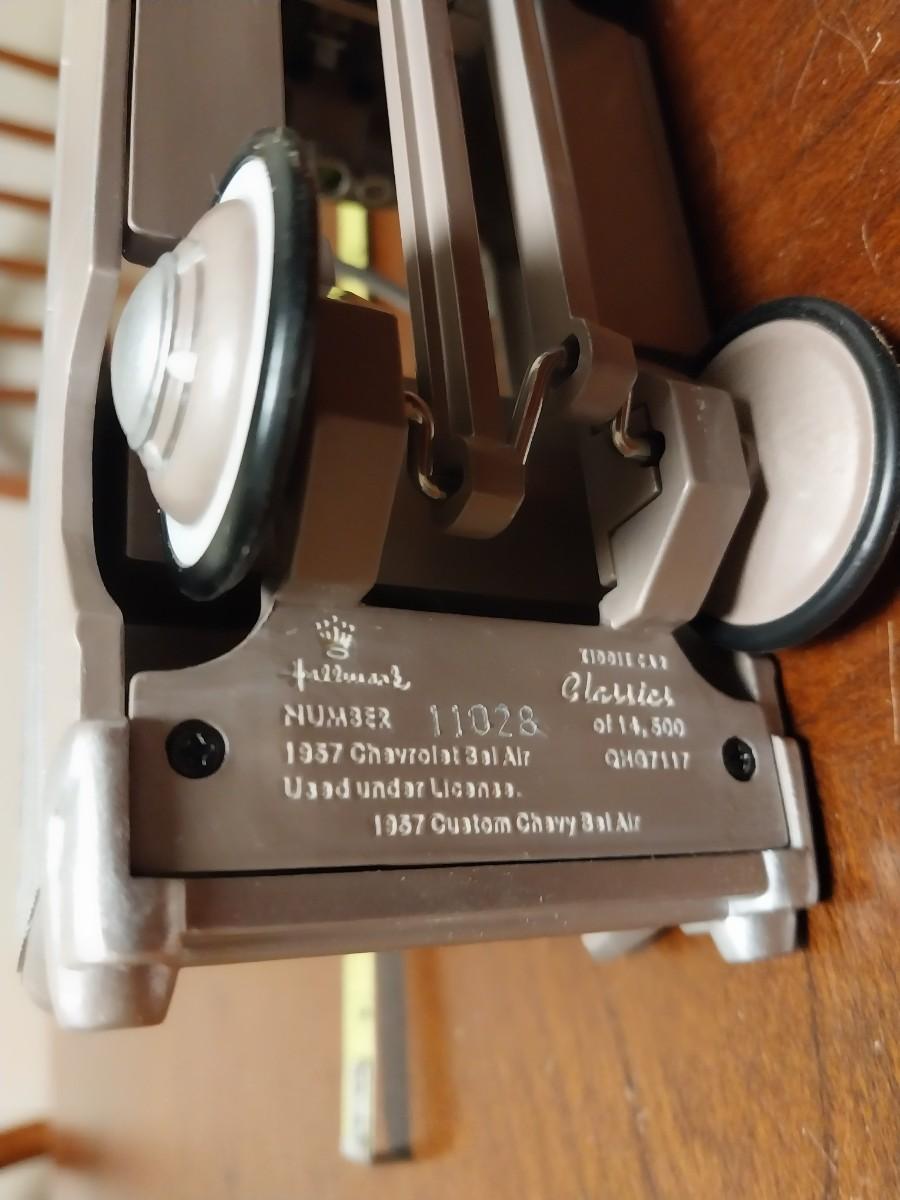 Hallmark
KIDDIE CAR
Classics
NUMBER 11028
of 14,500
1957 Chevrolet Bel Air
QHG7117
Used under License.
1957 Custom Chevy Bel Air